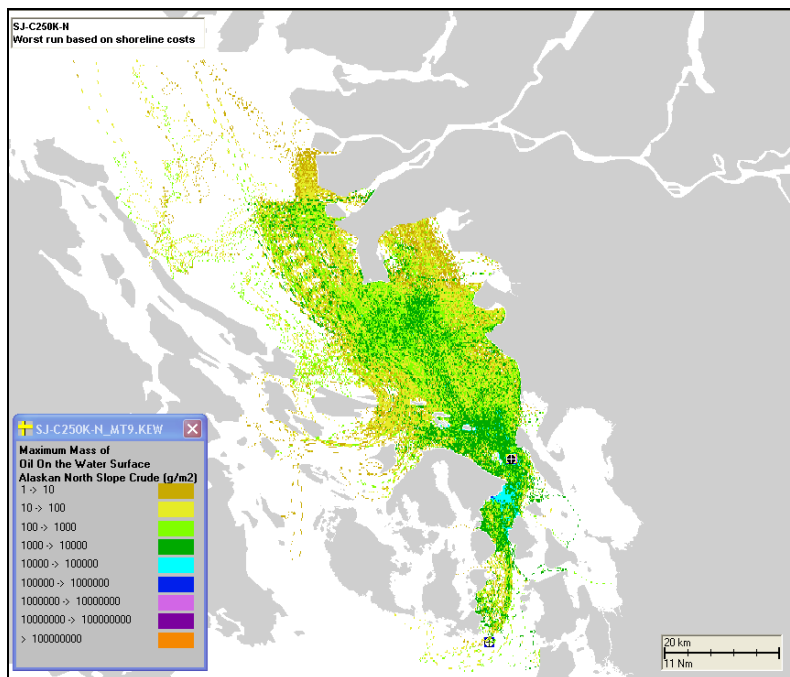 SJ-C250K-N
Worst run based on shoreline costs
SJ-C250K-N_MT9.KEW
Maximum Mass of
Oil On the Water Surface
Alaskan North Slope Crude (g/m2)
1 -> 10
10 -> 100
100 -> 1000
1000 -> 10000
10000 -> 100000
100000 -> 1000000
1000000 -> 10000000
10000000 -> 100000000
> 100000000
20 km
11 Nm